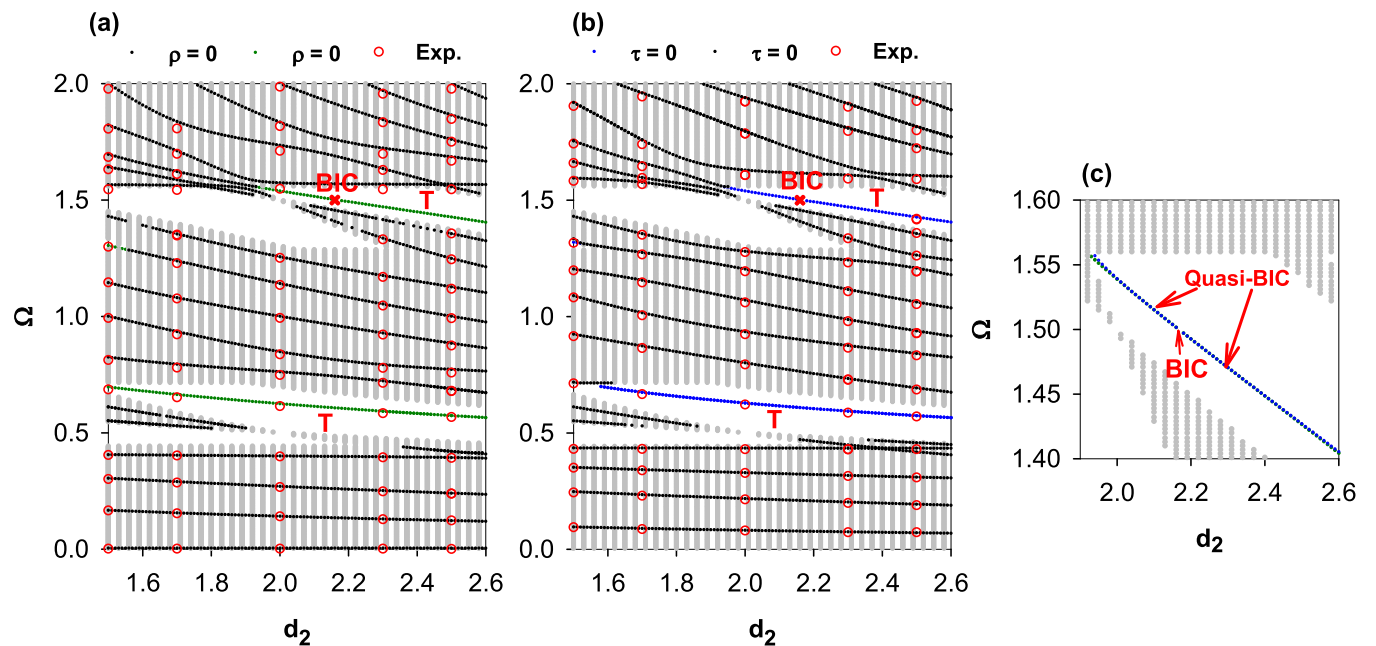 (a)
ρ = 0
ρ = 0
Exp.
2.0
1.5
1.0
0.5
0.0
Ω
BIC
T
T
1.6
1.8
2.0
2.2
2.4
2.6
d2
(b)
τ = 0
τ = 0
Exp.
2.0
1.5
1.0
0.5
0.0
BIC
T
T
1.6
1.8
2.0
2.2
2.4
2.6
d2
(c)
1.60
1.55
1.50
1.45
1.40
Ω
Quasi-BIC
BIC
2.0
2.2
2.4
2.6
d2